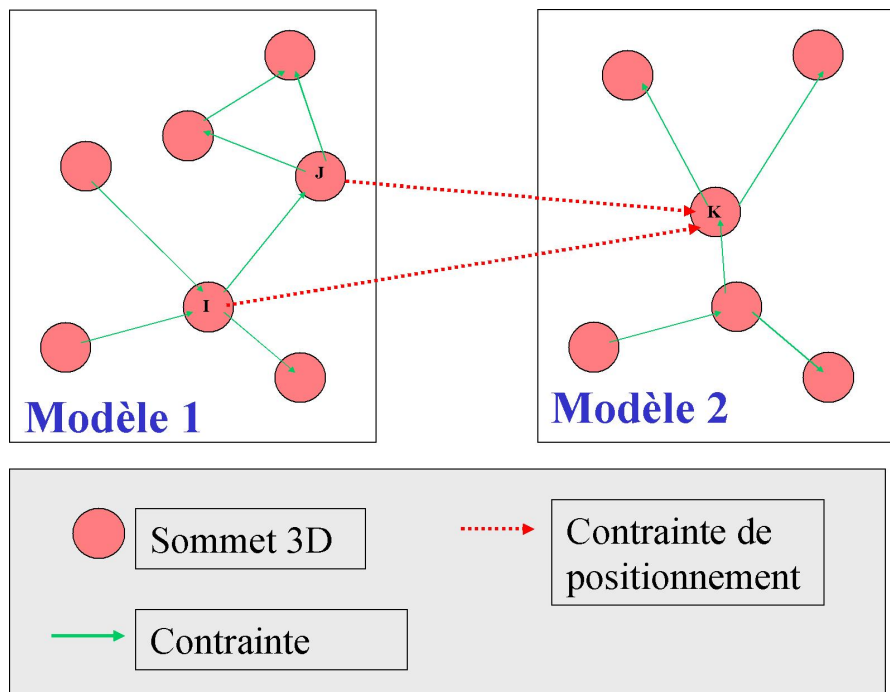 J
K
I
Modèle 1
Modèle 2
Sommet 3D
Contrainte de
positionnement
Contrainte